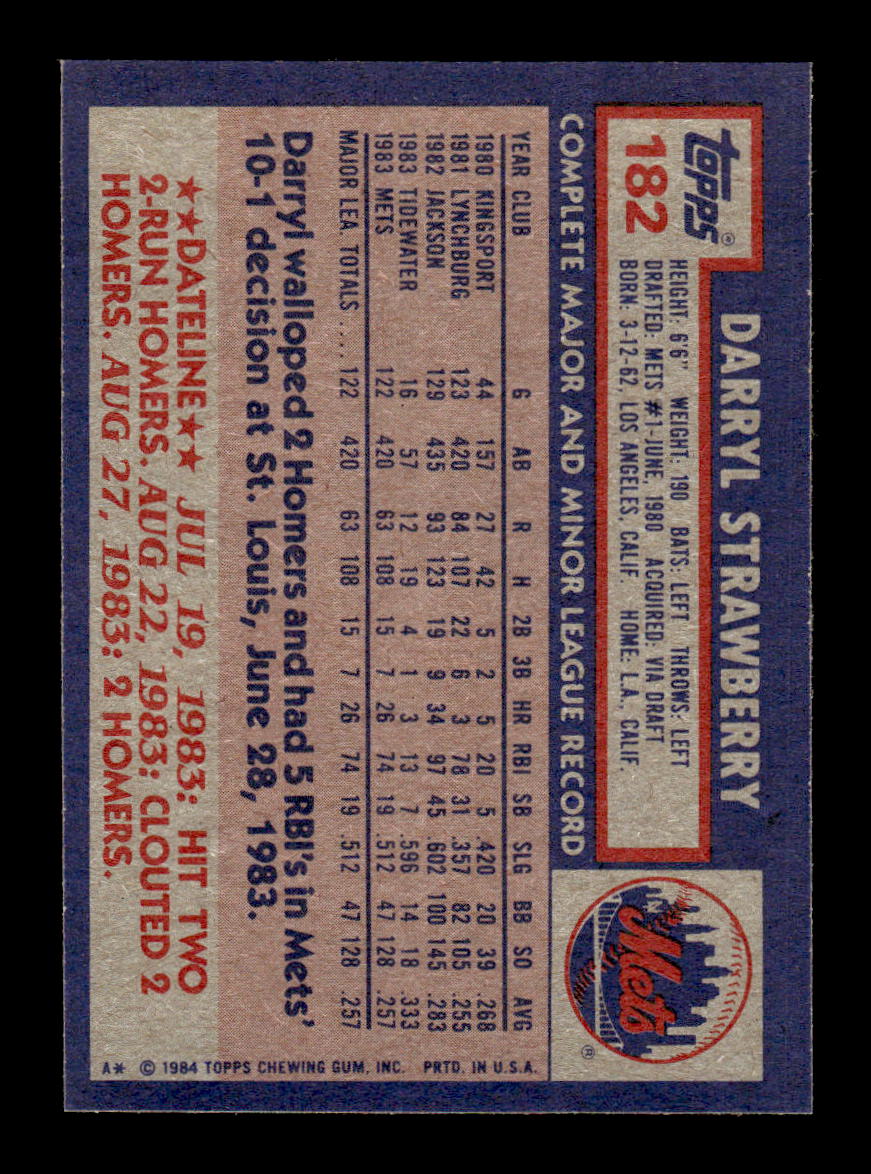 Topps®
182
DARRYL STRAWBERRY
HEIGHT: 6'6" WEIGHT: 190 BATS: LEFT THROWS: LEFT
DRAFTED: METS #1-JUNE, 1980 ACQUIRED: VIA DRAFT
BORN: 3-12-62, LOS ANGELES, CALIF. HOME: L.A., CALIF.
NY
Mets
®
COMPLETE MAJOR AND MINOR LEAGUE RECORD
YEAR CLUB G AB R H 2B 3B HR RBI SB SLG BB SO AVG
1980 KINGSPORT 44 157 27 42 5 2 5 20 5 .420 20 39 .268
1981 LYNCHBURG 123 420 84 107 22 6 3 78 31 .357 82 105 .255
1982 JACKSON 129 435 93 123 19 9 34 97 45 .602 100 145 .283
1983 TIDEWATER 16 57 12 19 4 1 3 13 7 .596 14 18 .333
1983 METS 122 420 63 108 15 7 26 74 19 .512 47 128 .257
MAJOR LEA TOTALS ..... 122 420 63 108 15 7 26 74 19 .512 47 128 .257
Darryl walloped 2 Homers and had 5 RBI's in Mets'
10-1 decision at St. Louis, June 28, 1983.
★★DATELINE★★ JUL 19, 1983: HIT TWO
2-RUN HOMERS. AUG 22, 1983: CLOUTED 2
HOMERS. AUG 27, 1983: 2 HOMERS.
A* © 1984 TOPPS CHEWING GUM, INC. PRTD. IN U.S.A.